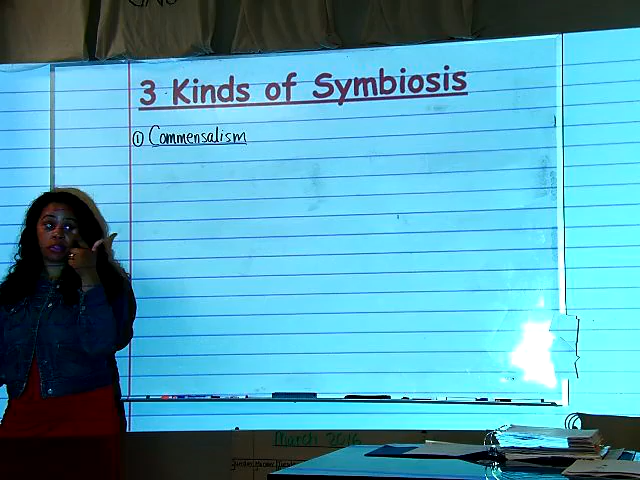 3 Kinds of Symbiosis
① Commensalism
March 2016